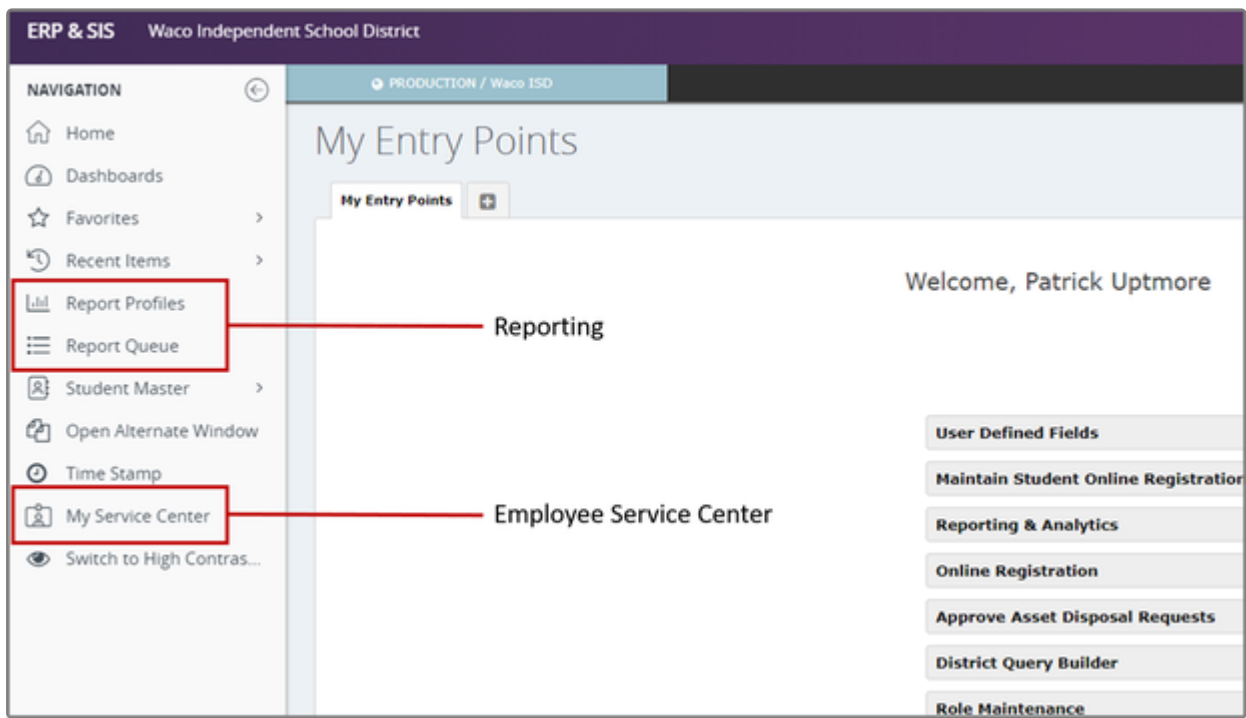 ERP & SIS Waco Independent School District
NAVIGATION
PRODUCTION / Waco ISD
Home
Dashboards
Favorites
Recent Items
Report Profiles
Report Queue
Student Master
Open Alternate Window
Time Stamp
My Service Center
Switch to High Contras...
My Entry Points
My Entry Points
Welcome, Patrick Uptmore
Reporting
Employee Service Center
User Defined Fields
Maintain Student Online Registration
Reporting & Analytics
Online Registration
Approve Asset Disposal Requests
District Query Builder
Role Maintenance